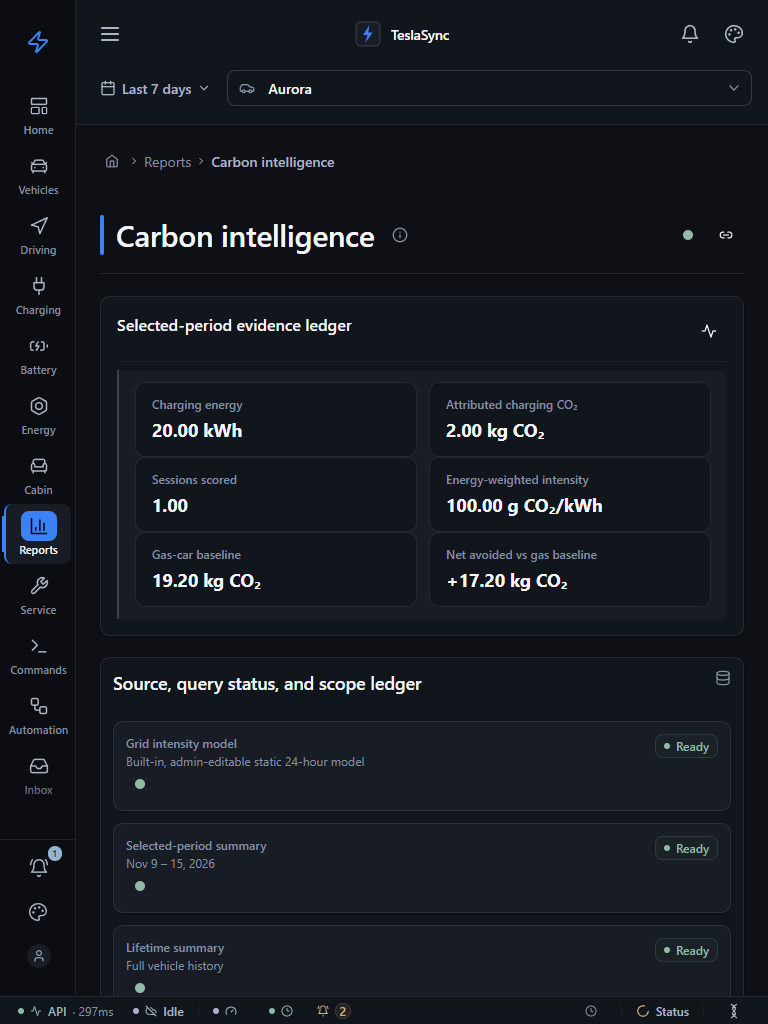 TeslaSync
Last 7 days
Aurora
Home
Vehicles
Driving
Charging
Battery
Energy
Cabin
Reports
Service
Commands
Automation
Inbox
1
Reports
Carbon intelligence
Carbon intelligence
Selected-period evidence ledger
Charging energy
20.00 kWh
Attributed charging CO₂
2.00 kg CO₂
Sessions scored
1.00
Energy-weighted intensity
100.00 g CO₂/kWh
Gas-car baseline
19.20 kg CO₂
Net avoided vs gas baseline
+17.20 kg CO₂
Source, query status, and scope ledger
Grid intensity model
Built-in, admin-editable static 24-hour model
Ready
Selected-period summary
Nov 9 – 15, 2026
Ready
Lifetime summary
Full vehicle history
Ready
API · 297ms
Idle
2
Status